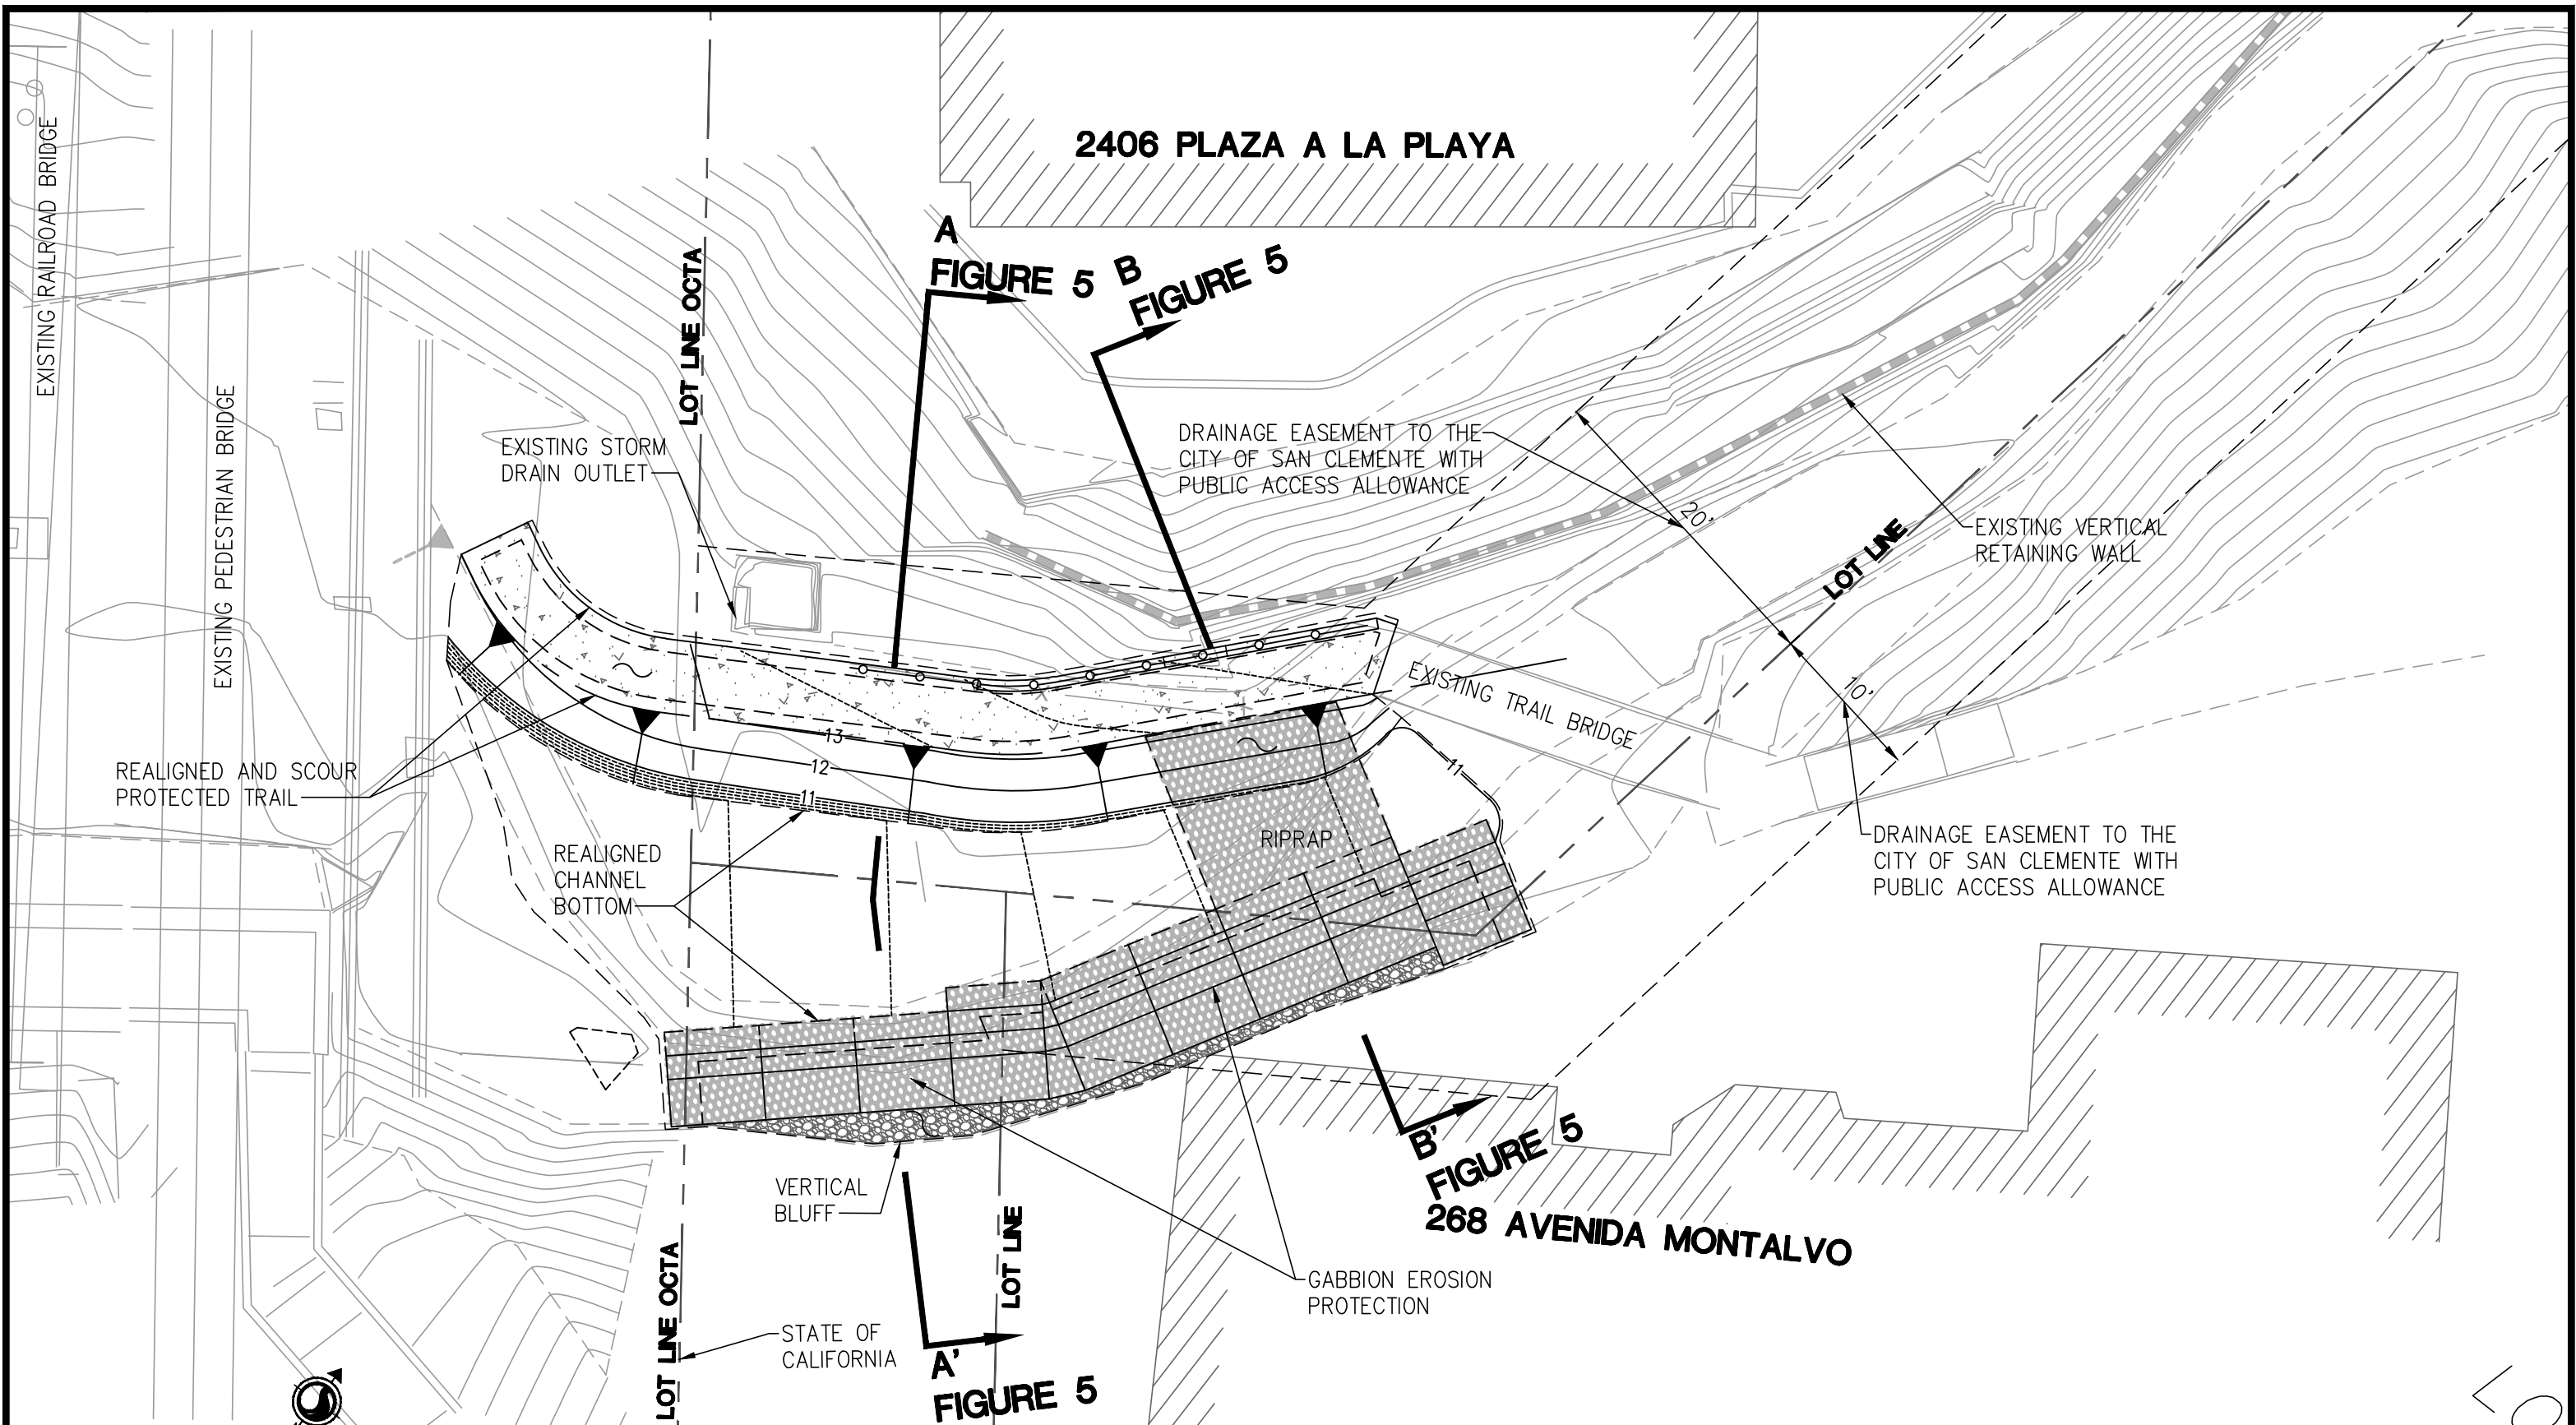 EXISTING RAILROAD BRIDGE
EXISTING PEDESTRIAN BRIDGE
2406 PLAZA A LA PLAYA
LOT LINE OCTA
A
FIGURE 5
B
FIGURE 5
EXISTING STORM
DRAIN OUTLET
DRAINAGE EASEMENT TO THE
CITY OF SAN CLEMENTE WITH
PUBLIC ACCESS ALLOWANCE
20'
EXISTING VERTICAL
RETAINING WALL
LOT LINE
10'
EXISTING TRAIL BRIDGE
REALIGNED AND SCOUR
PROTECTED TRAIL
13
12
11
11
RIPRAP
REALIGNED
CHANNEL
BOTTOM
DRAINAGE EASEMENT TO THE
CITY OF SAN CLEMENTE WITH
PUBLIC ACCESS ALLOWANCE
VERTICAL
BLUFF
B'
FIGURE 5
268 AVENIDA MONTALVO
GABBION EROSION
PROTECTION
LOT LINE
LOT LINE OCTA
STATE OF
CALIFORNIA
A'
FIGURE 5